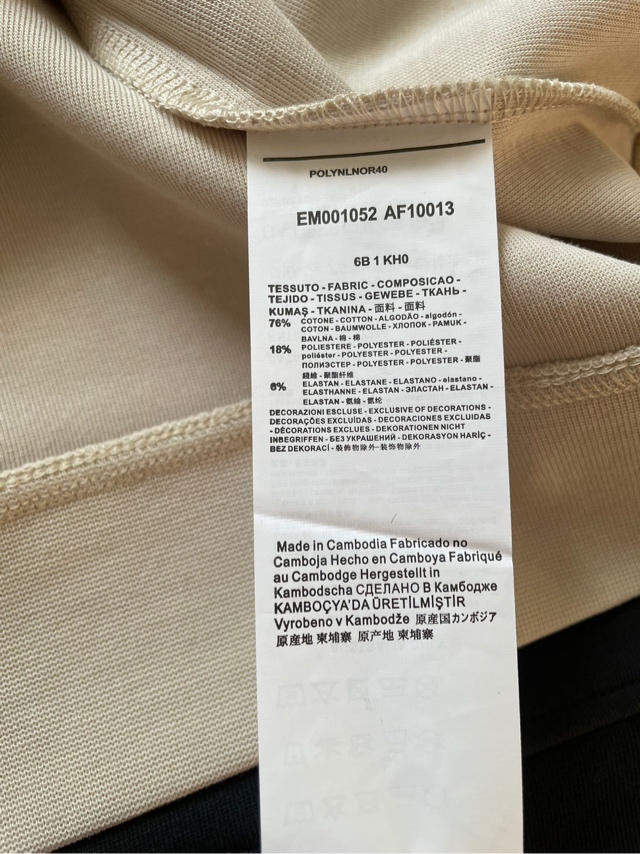 POLYNLNOR40
EM001052 AF10013
6B 1 KH0
TESSUTO - FABRIC - COMPOSICAO -
TEJIDO - TISSUS - GEWEBE - ТКАНЬ -
KUMAŞ - TKANINA - 面料 - 面料
76% COTONE - COTTON - ALGODÃO - algodón -
COTON - BAUMWOLLE - ХЛОПОК - PAMUK -
BAVLNA - 棉 - 棉
18% POLIESTERE - POLYESTER - POLIÉSTER -
poliéster - POLYESTER - POLYESTER -
ПОЛИЭСТЕР - POLYESTER - POLYESTER - 聚酯
纖維 - 聚酯纤维
6% ELASTAN - ELASTANE - ELASTANO - elastano -
ELASTHANNE - ELASTAN - ЭЛАСТАН - ELASTAN -
ELASTAN - 氨綸 - 氨纶
DECORAZIONI ESCLUSE - EXCLUSIVE OF DECORATIONS -
DECORAÇÕES EXCLUÍDAS - DECORACIONES EXCLUIDAS
- DÉCORATIONS EXCLUES - DEKORATIONEN NICHT
INBEGRIFFEN - БЕЗ УКРАШЕНИЙ - DEKORASYON HARİÇ -
BEZ DEKORACÍ - 裝飾物除外 - 装饰物除外
Made in Cambodia Fabricado no
Camboja Hecho en Camboya Fabriqué
au Cambodge Hergestellt in
Kambodscha СДЕЛАНО В Камбодже
KAMBOÇYA'DA ÜRETİLMİŞTİR
Vyrobeno v Kambodže 原産国カンボジア
原産地 柬埔寨 原产地 柬埔寨